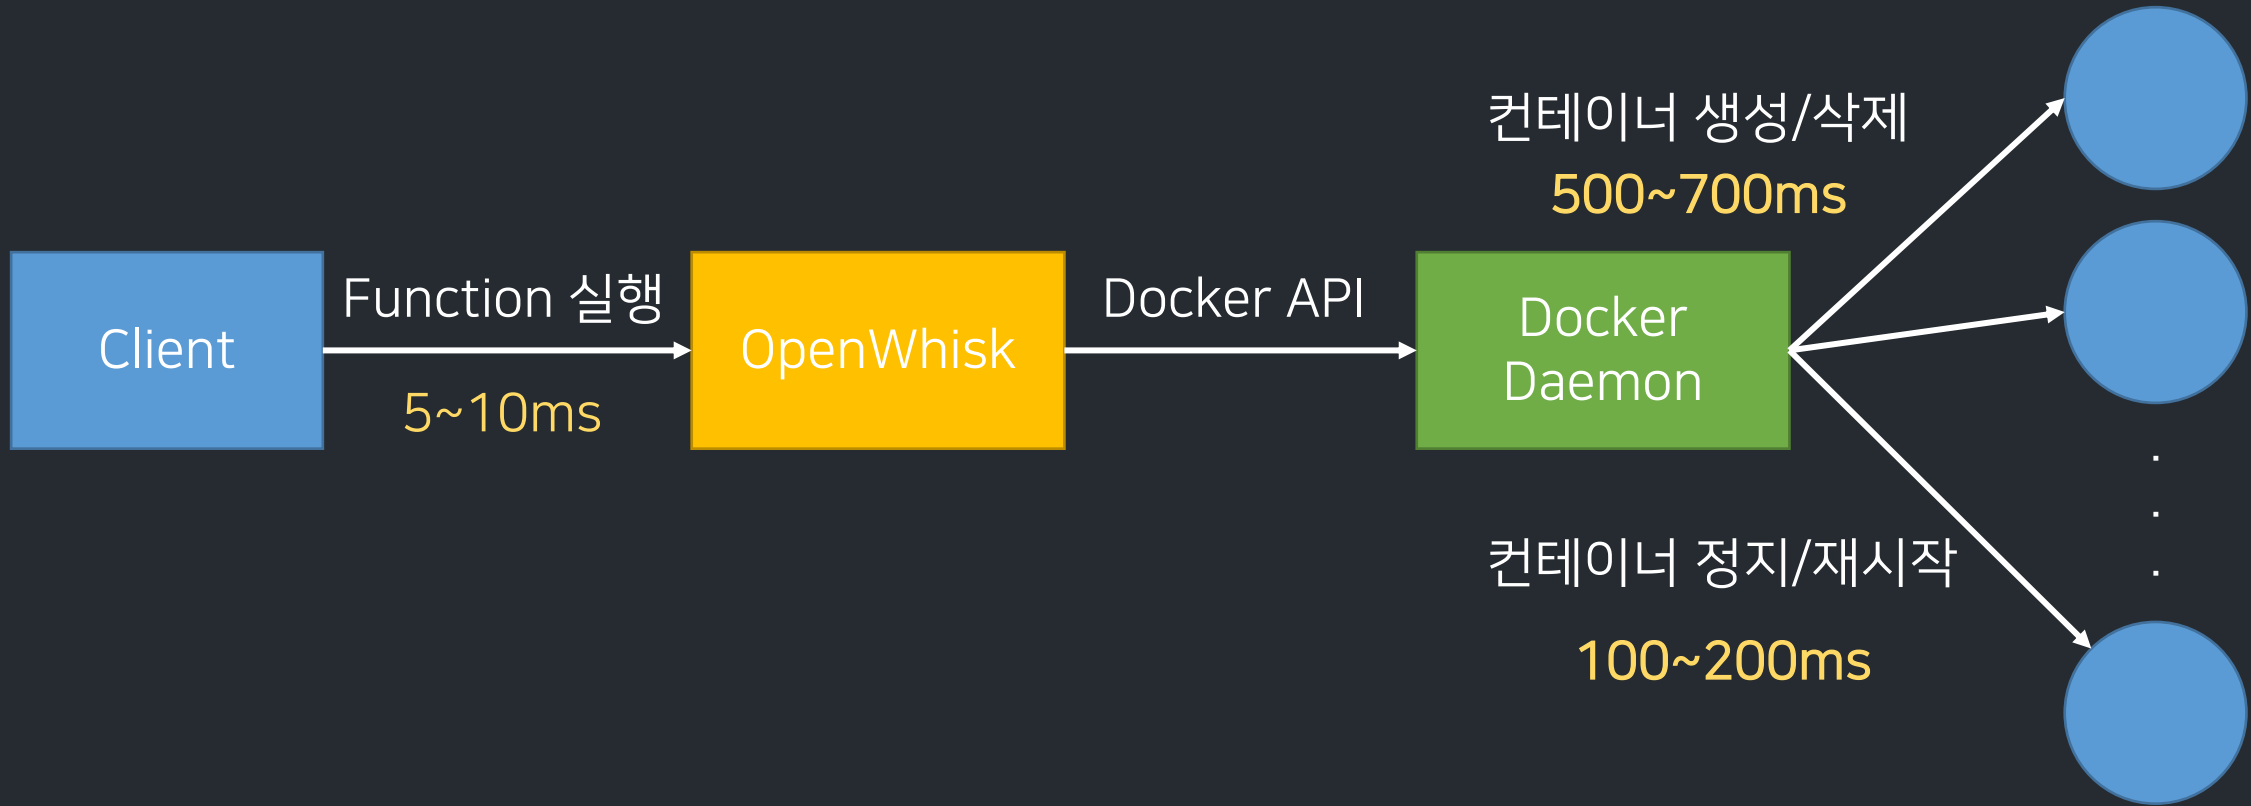 Client
Function 실행
5~10ms
OpenWhisk
Docker API
Docker
Daemon
컨테이너 생성/삭제
500~700ms
컨테이너 정지/재시작
100~200ms
.
.
.